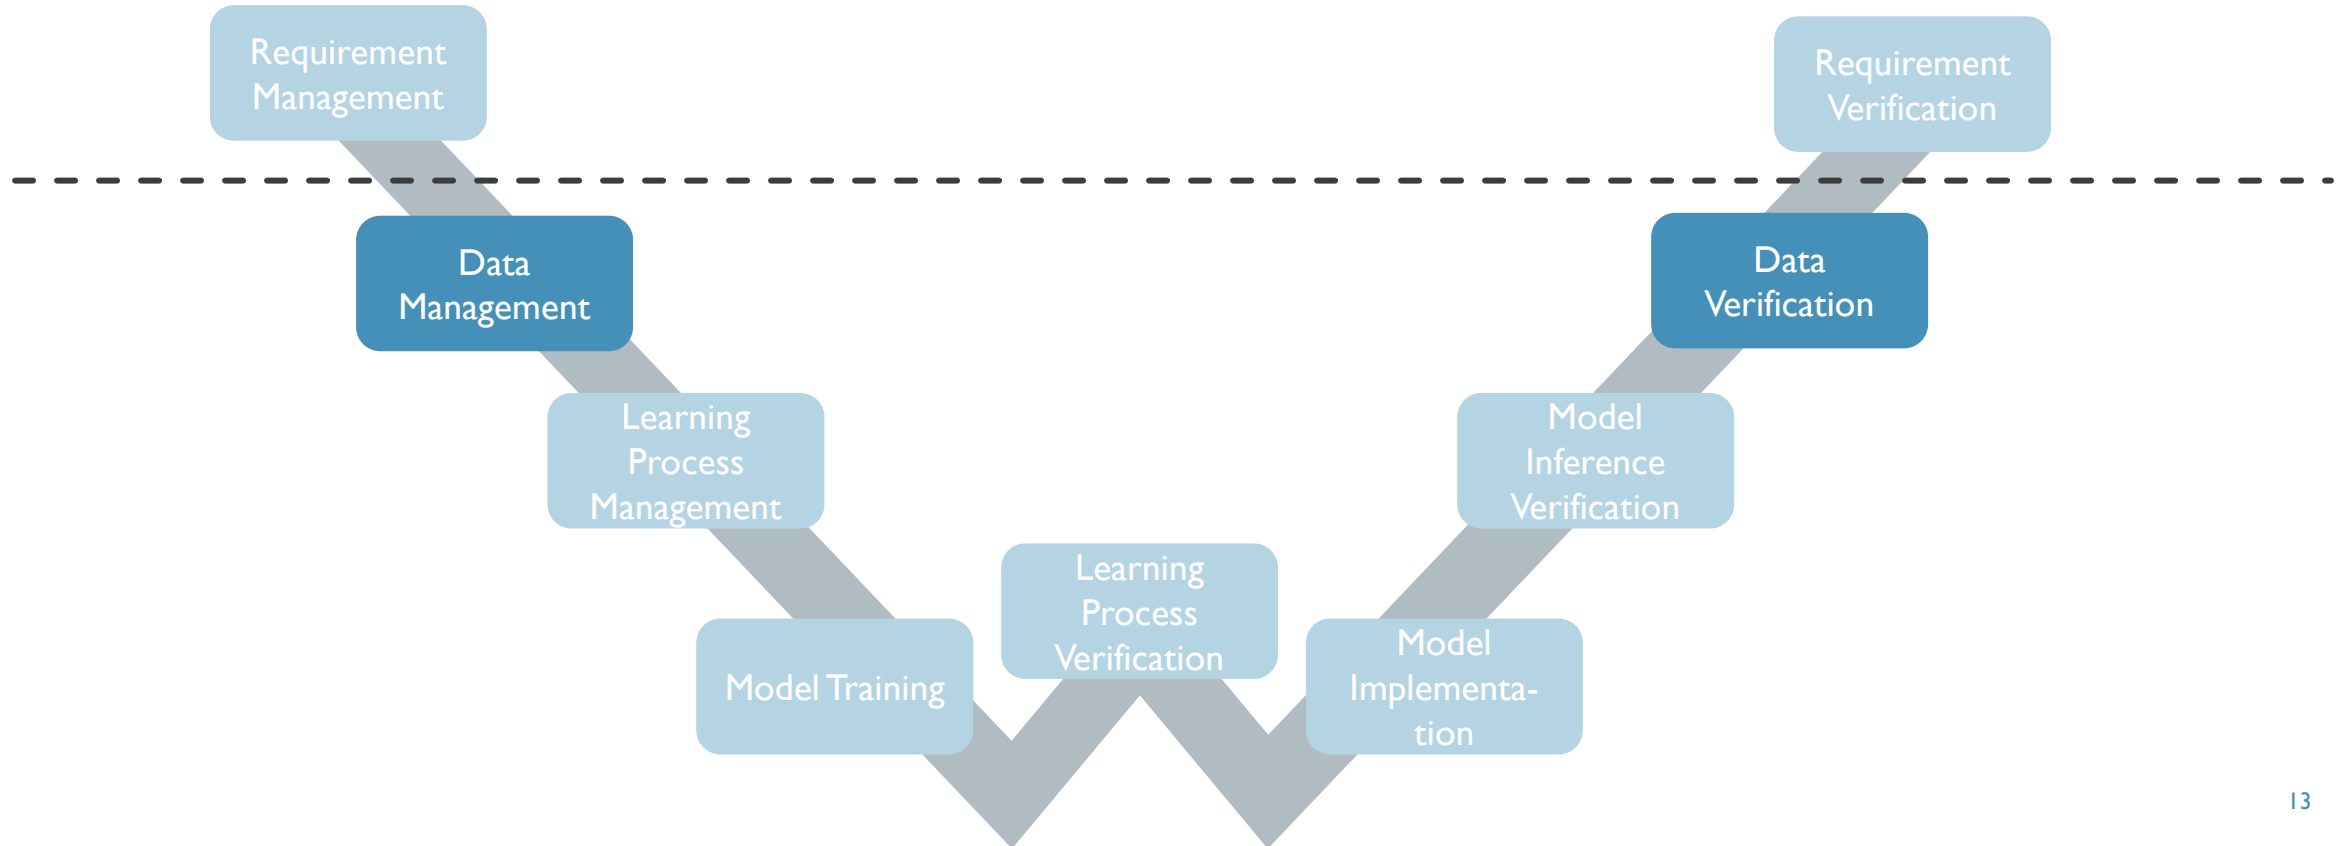 Requirement
Management
Requirement
Verification
Data
Management
Data
Verification
Learning
Process
Management
Model
Inference
Verification
Learning
Process
Verification
Model Training
Model
Implementa-
tion
13